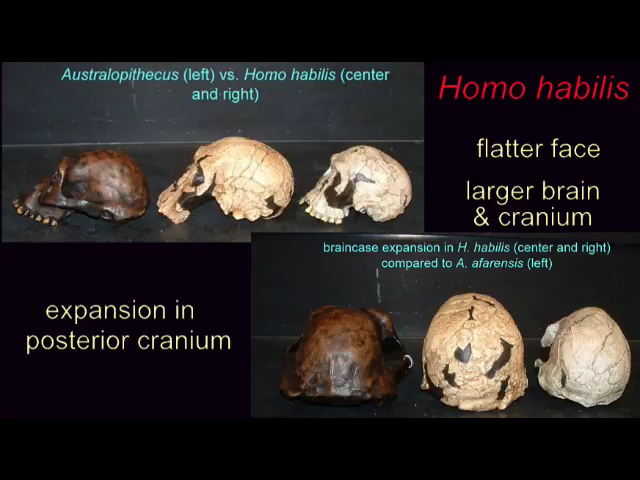 Australopithecus (left) vs. Homo habilis (center
and right)
Homo habilis
flatter face
larger brain
& cranium
braincase expansion in H. habilis (center and right)
compared to A. afarensis (left)
expansion in
posterior cranium